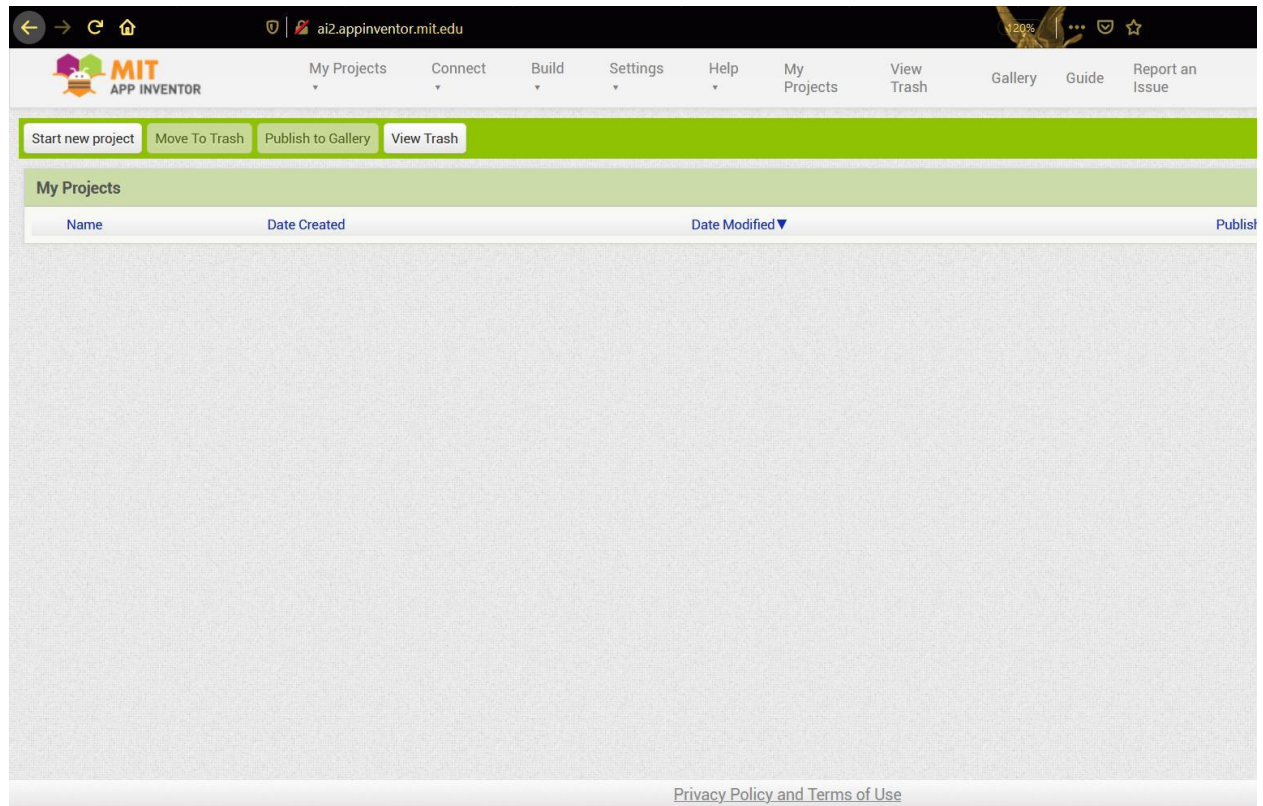 ai2.appinventor.mit.edu 120%
MIT
APP INVENTOR
My Projects Connect Build Settings Help My Projects View Trash Gallery Guide Report an Issue
Start new project Move To Trash Publish to Gallery View Trash
My Projects
Name Date Created Date Modified▼ Publish
Privacy Policy and Terms of Use